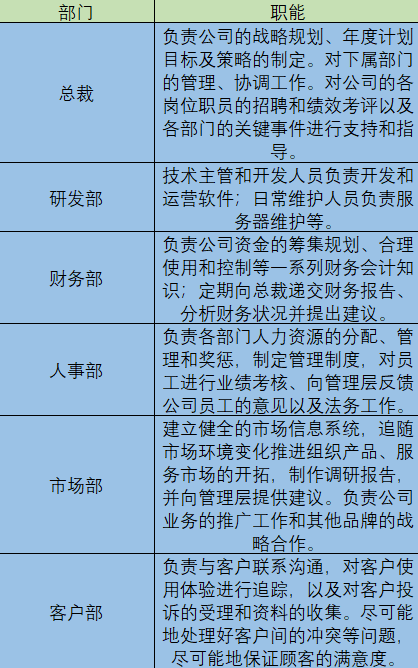 部门 职能
总裁
负责公司的战略规划、年度计划
目标及策略的制定。对下属部门
的管理、协调工作。对公司的各
岗位职员的招聘和绩效考评以及
各部门的关键事件进行支持和指
导。
研发部
技术主管和开发人员负责开发和
运营软件；日常维护人员负责服
务器维护等。
财务部
负责公司资金的筹集规划、合理
使用和控制等一系列财务会计知
识；定期向总裁递交财务报告、
分析财务状况并提出建议。
人事部
负责各部门人力资源的分配、管
理和奖惩，制定管理制度，对员
工进行业绩考核、向管理层反馈
公司员工的意见以及法务工作。
市场部
建立健全的市场信息系统，追随
市场环境变化推进组织产品、服
务市场的开拓，制作调研报告，
并向管理层提供建议。负责公司
业务的推广工作和其他品牌的战
略合作。
客户部
负责与客户联系沟通，对客户使
用体验进行追踪，以及对客户投
诉的受理和资料的收集。尽可能
地处理好客户间的冲突等问题，
尽可能地保证顾客的满意度。